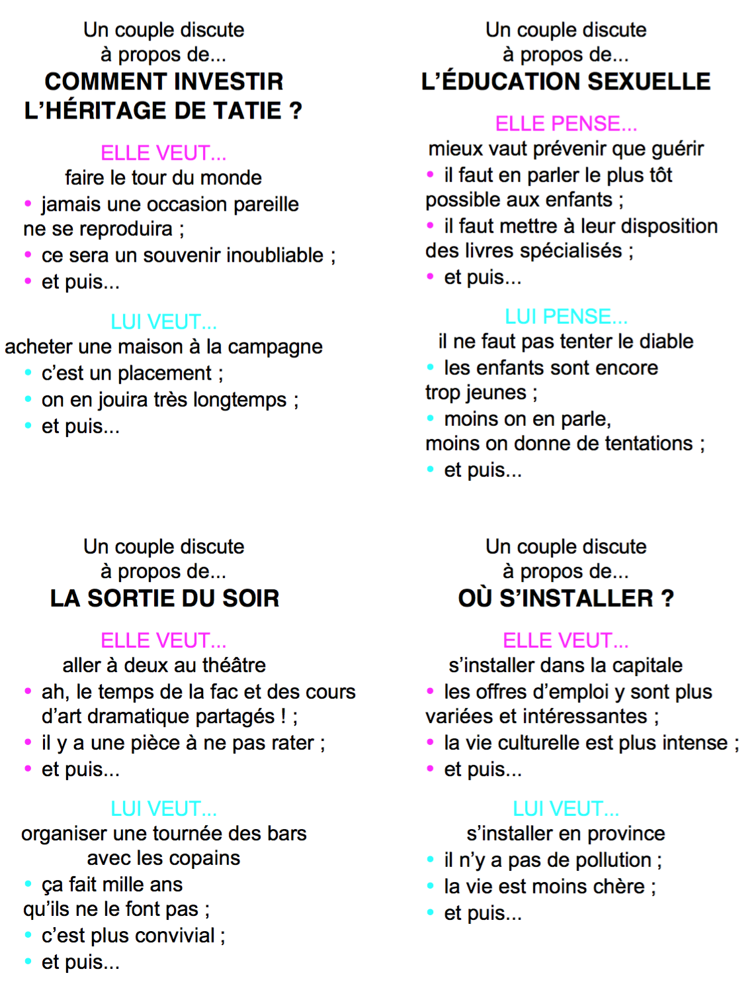 Un couple discute
à propos de...
COMMENT INVESTIR
L’HÉRITAGE DE TATIE ?
ELLE VEUT...
faire le tour du monde
• jamais une occasion pareille
ne se reproduira ;
• ce sera un souvenir inoubliable ;
• et puis...
LUI VEUT...
acheter une maison à la campagne
• c’est un placement ;
• on en jouira très longtemps ;
• et puis...
Un couple discute
à propos de...
L’ÉDUCATION SEXUELLE
ELLE PENSE...
mieux vaut prévenir que guérir
• il faut en parler le plus tôt
possible aux enfants ;
• il faut mettre à leur disposition
des livres spécialisés ;
• et puis...
LUI PENSE...
il ne faut pas tenter le diable
• les enfants sont encore
trop jeunes ;
• moins on en parle,
moins on donne de tentations ;
• et puis...
Un couple discute
à propos de...
LA SORTIE DU SOIR
ELLE VEUT...
aller à deux au théâtre
• ah, le temps de la fac et des cours
d’art dramatique partagés ! ;
• il y a une pièce à ne pas rater ;
• et puis...
LUI VEUT...
organiser une tournée des bars
avec les copains
• ça fait mille ans
qu’ils ne le font pas ;
• c’est plus convivial ;
• et puis...
Un couple discute
à propos de...
OÙ S’INSTALLER ?
ELLE VEUT...
s’installer dans la capitale
• les offres d’emploi y sont plus
variées et intéressantes ;
• la vie culturelle est plus intense ;
• et puis...
LUI VEUT...
s’installer en province
• il n’y a pas de pollution ;
• la vie est moins chère ;
• et puis...